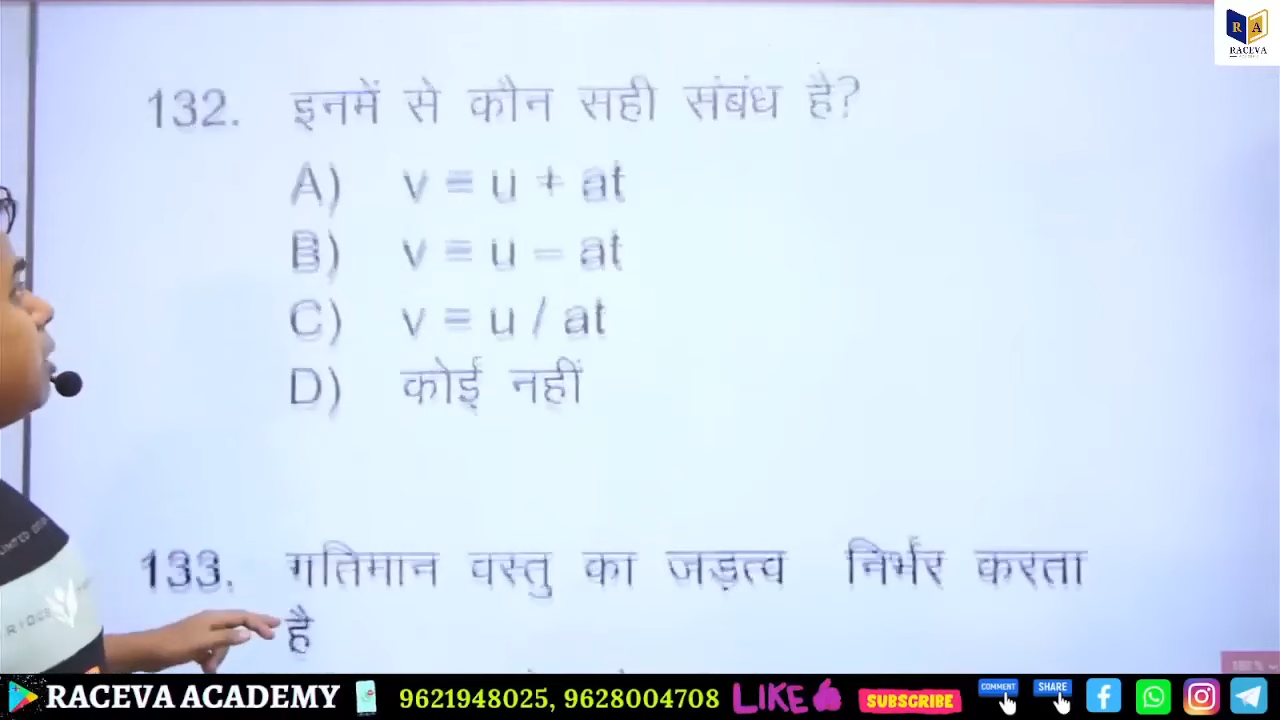 R A
RACEVA
132. इनमें से कौन सही संबंध है?
A) v = u + at
B) v = u – at
C) v = u / at
D) कोई नहीं
133. गतिमान वस्तु का जड़त्व निर्भर करता
है
RACEVA ACADEMY 9621948025, 9628004708 LIKE SUBSCRIBE COMMENT SHARE